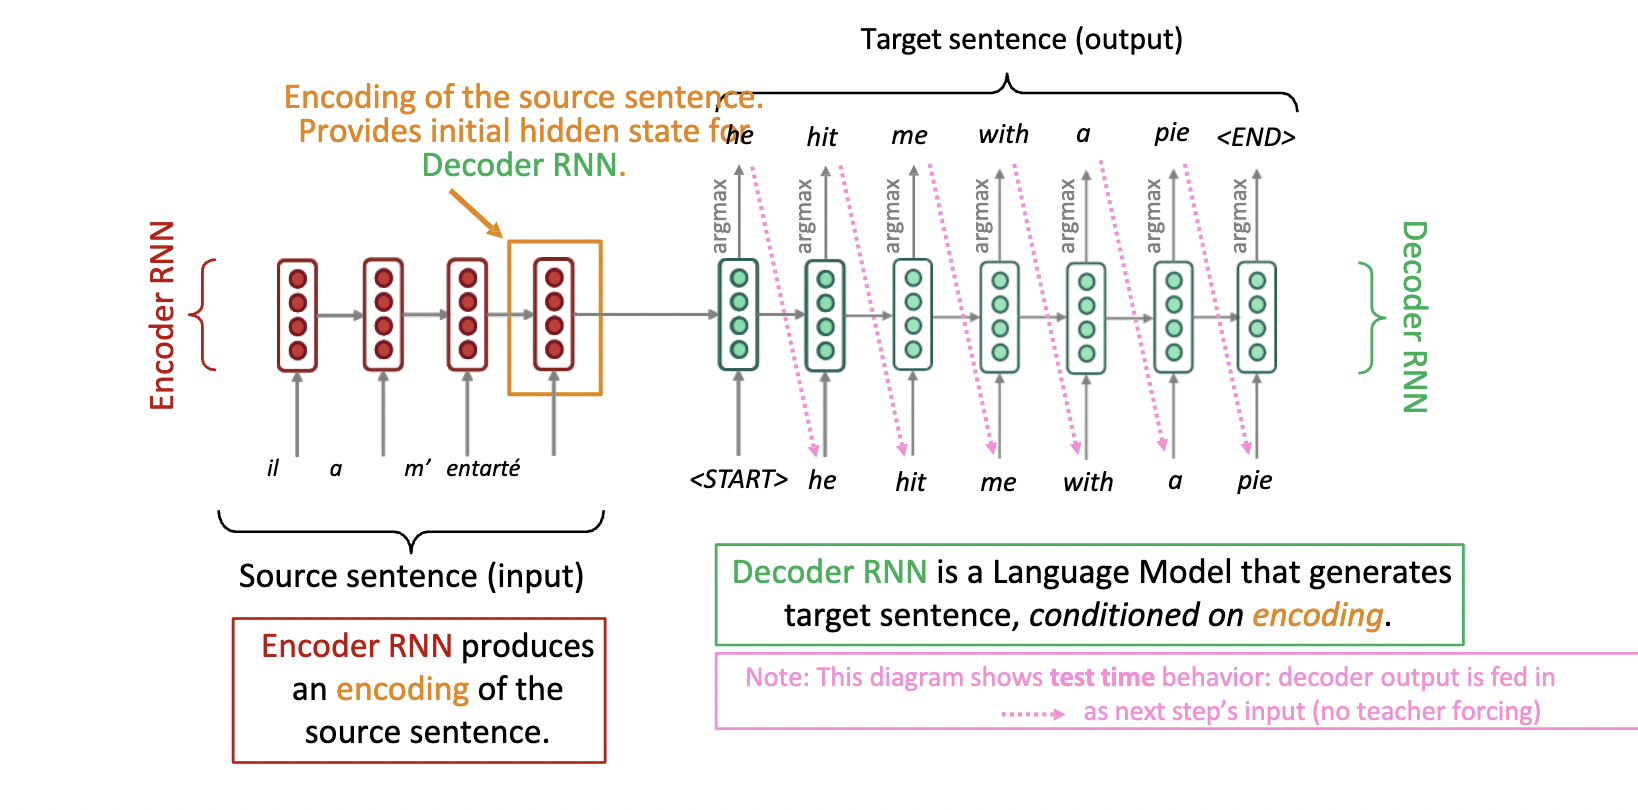 Target sentence (output)
Encoding of the source sentence.
Provides initial hidden state for
Decoder RNN.
he hit me with a pie <END>
argmax argmax argmax argmax argmax argmax argmax
Encoder RNN
Decoder RNN
il a m’ entarté
<START> he hit me with a pie
Source sentence (input)
Encoder RNN produces
an encoding of the
source sentence.
Decoder RNN is a Language Model that generates
target sentence, conditioned on encoding.
Note: This diagram shows test time behavior: decoder output is fed in
as next step’s input (no teacher forcing)